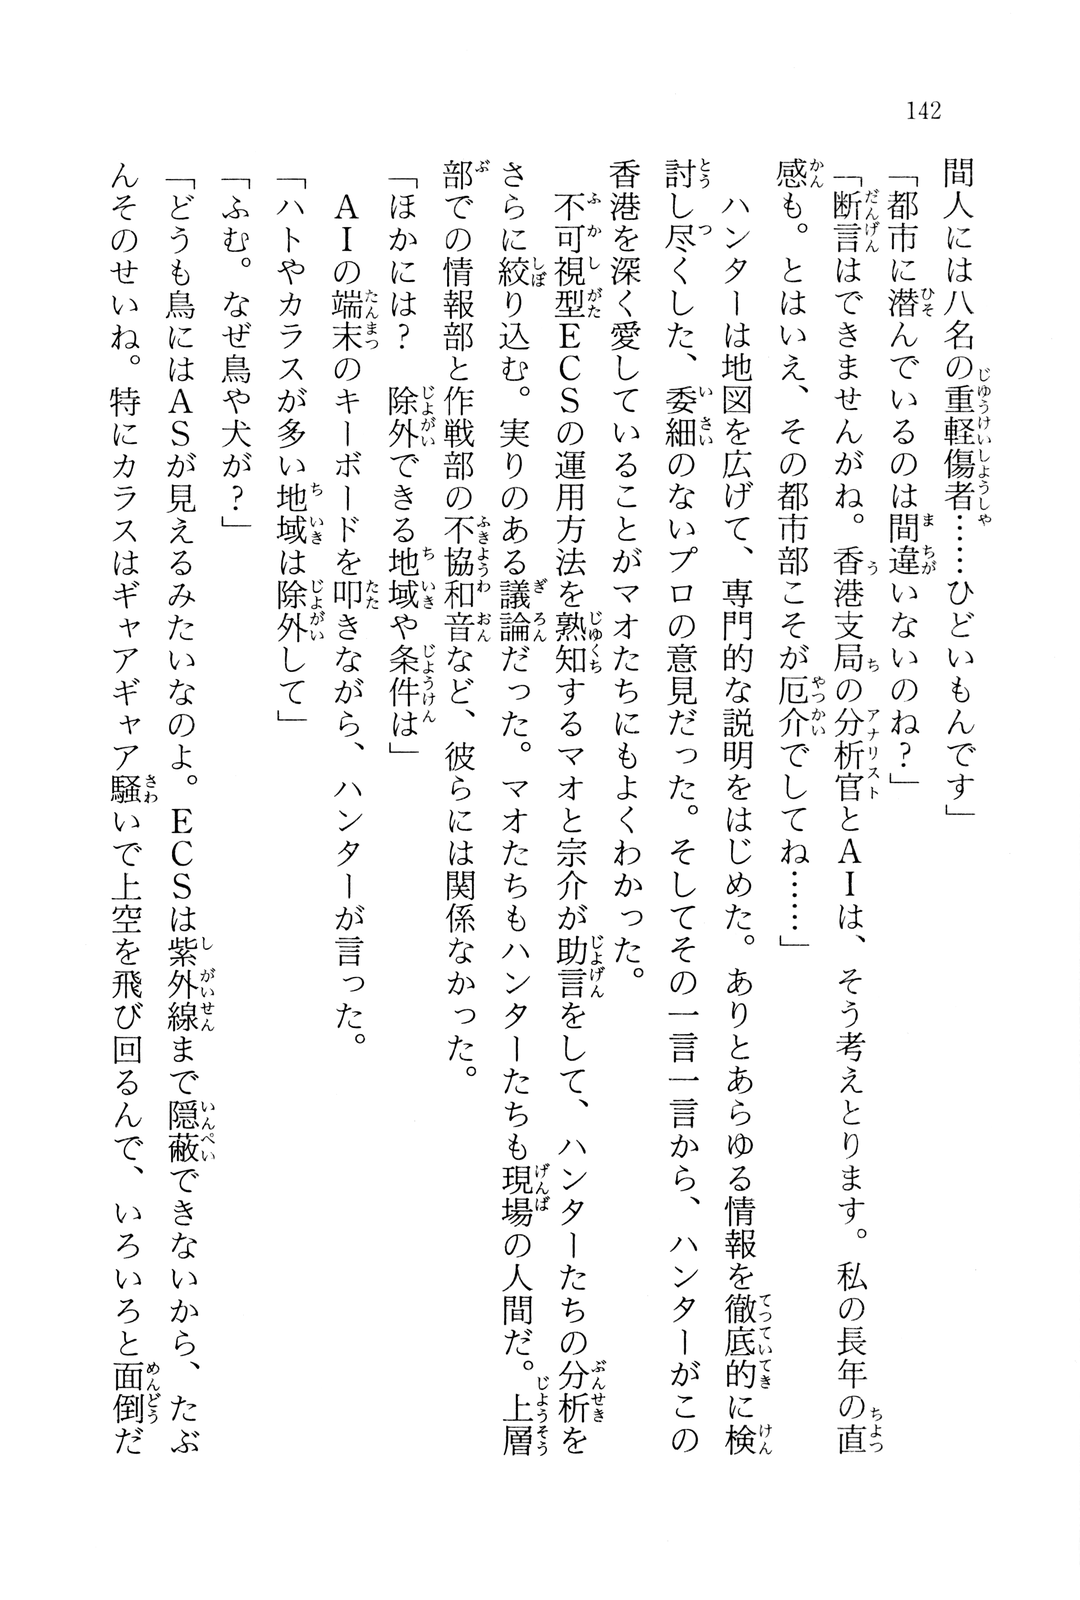 142
間人には八名の重軽傷者……ひどいもんです」
「都市に潜んでいるのは間違いないのね?」
「断言はできませんがね。香港支局の分析官とAIは、そう考えとります。私の長年の直
感も。とはいえ、その都市部こそが厄介でしてね……」
ハンターは地図を広げて、専門的な説明をはじめた。ありとあらゆる情報を徹底的に検
討し尽くした、委細のないプロの意見だった。そしてその一言一言から、ハンターがこの
香港を深く愛していることがマオたちにもよくわかった。
不可視型ECSの運用方法を熟知するマオと宗介が助言をして、ハンターたちの分析を
さらに絞り込む。実りのある議論だった。マオたちもハンターたちも現場の人間だ。上層
部での情報部と作戦部の不協和音など、彼らには関係なかった。
「ほかには? 除外できる地域や条件は」
AIの端末のキーボードを叩きながら、ハンターが言った。
「ハトやカラスが多い地域は除外して」
「ふむ。なぜ鳥や犬が?」
「どうも鳥にはASが見えるみたいなのよ。ECSは紫外線まで隠蔽できないから、たぶ
んそのせいね。特にカラスはギャアギャア騒いで上空を飛び回るんで、いろいろと面倒だ